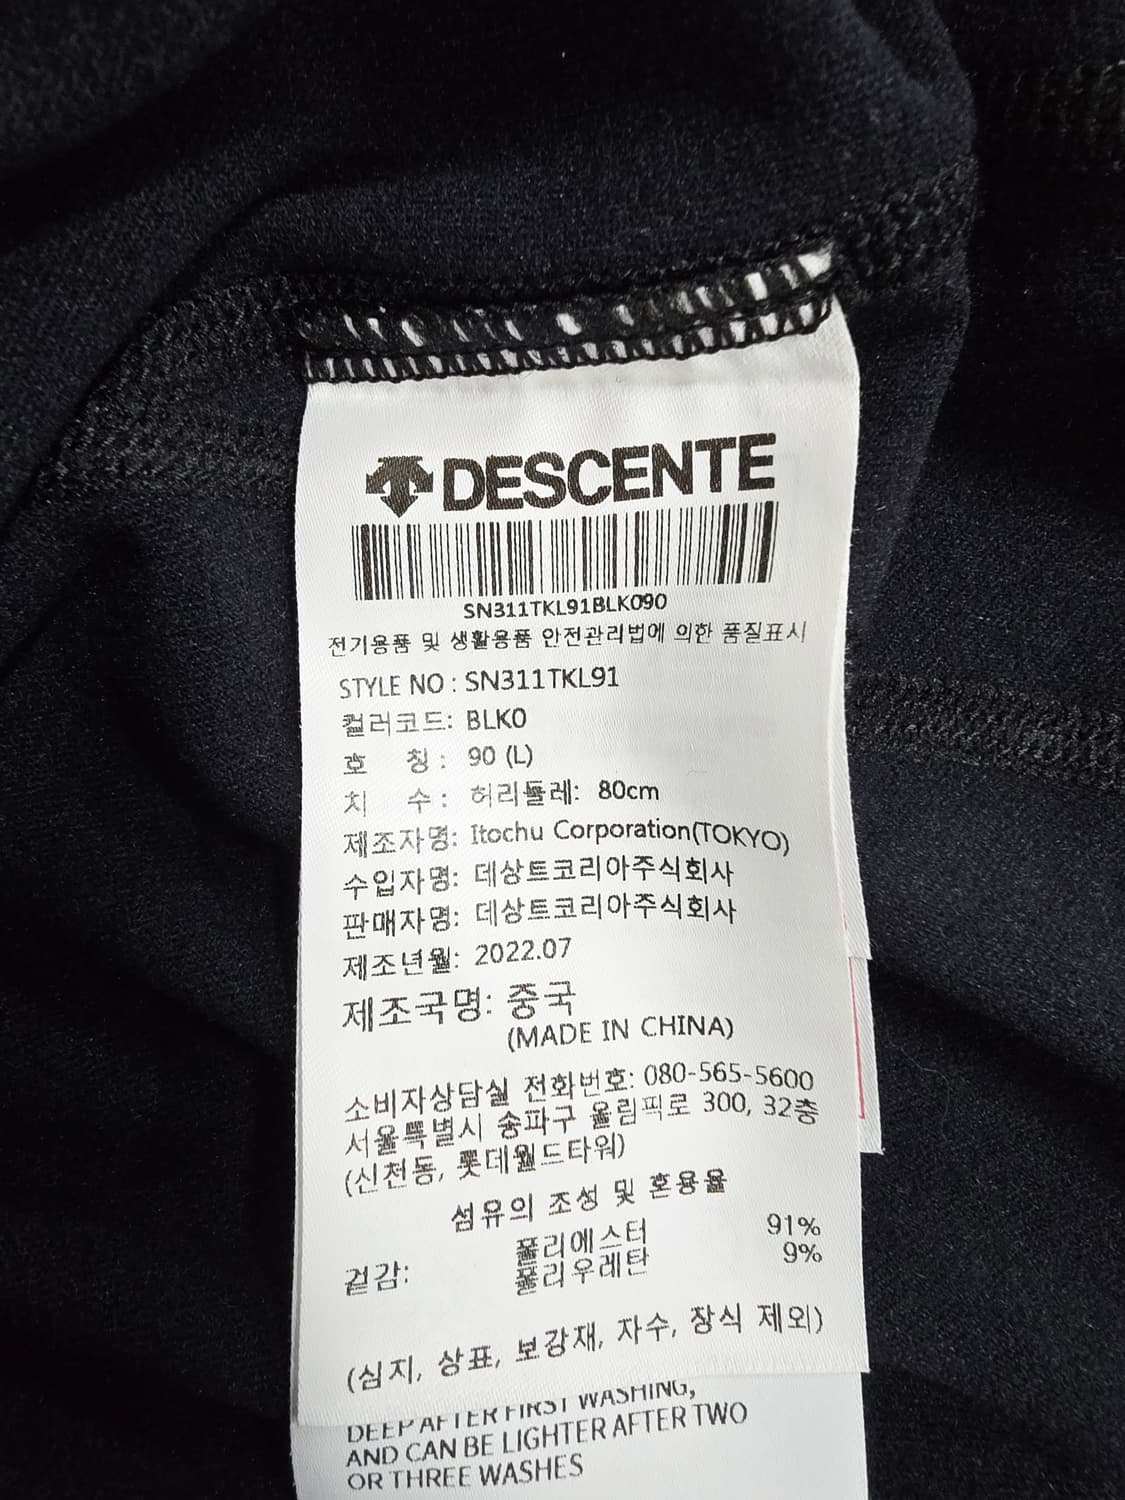 DESCENTE
SN311TKL91BLK090
전기용품 및 생활용품 안전관리법에 의한 품질표시
STYLE NO : SN311TKL91
컬러코드: BLK0
호 칭 : 90 (L)
치 수 : 허리둘레: 80cm
제조자명: Itochu Corporation(TOKYO)
수입자명: 데상트코리아주식회사
판매자명: 데상트코리아주식회사
제조년월: 2022.07
제조국명: 중국
(MADE IN CHINA)
소비자상담실 전화번호: 080-565-5600
서울특별시 송파구 올림픽로 300, 32층
(신천동, 롯데월드타워)
섬유의 조성 및 혼용율
폴리에스터 91%
겉감: 폴리우레탄 9%
(심지, 상표, 보강재, 자수, 장식 제외)
DEEP AFTER FIRST WASHING,
AND CAN BE LIGHTER AFTER TWO
OR THREE WASHES